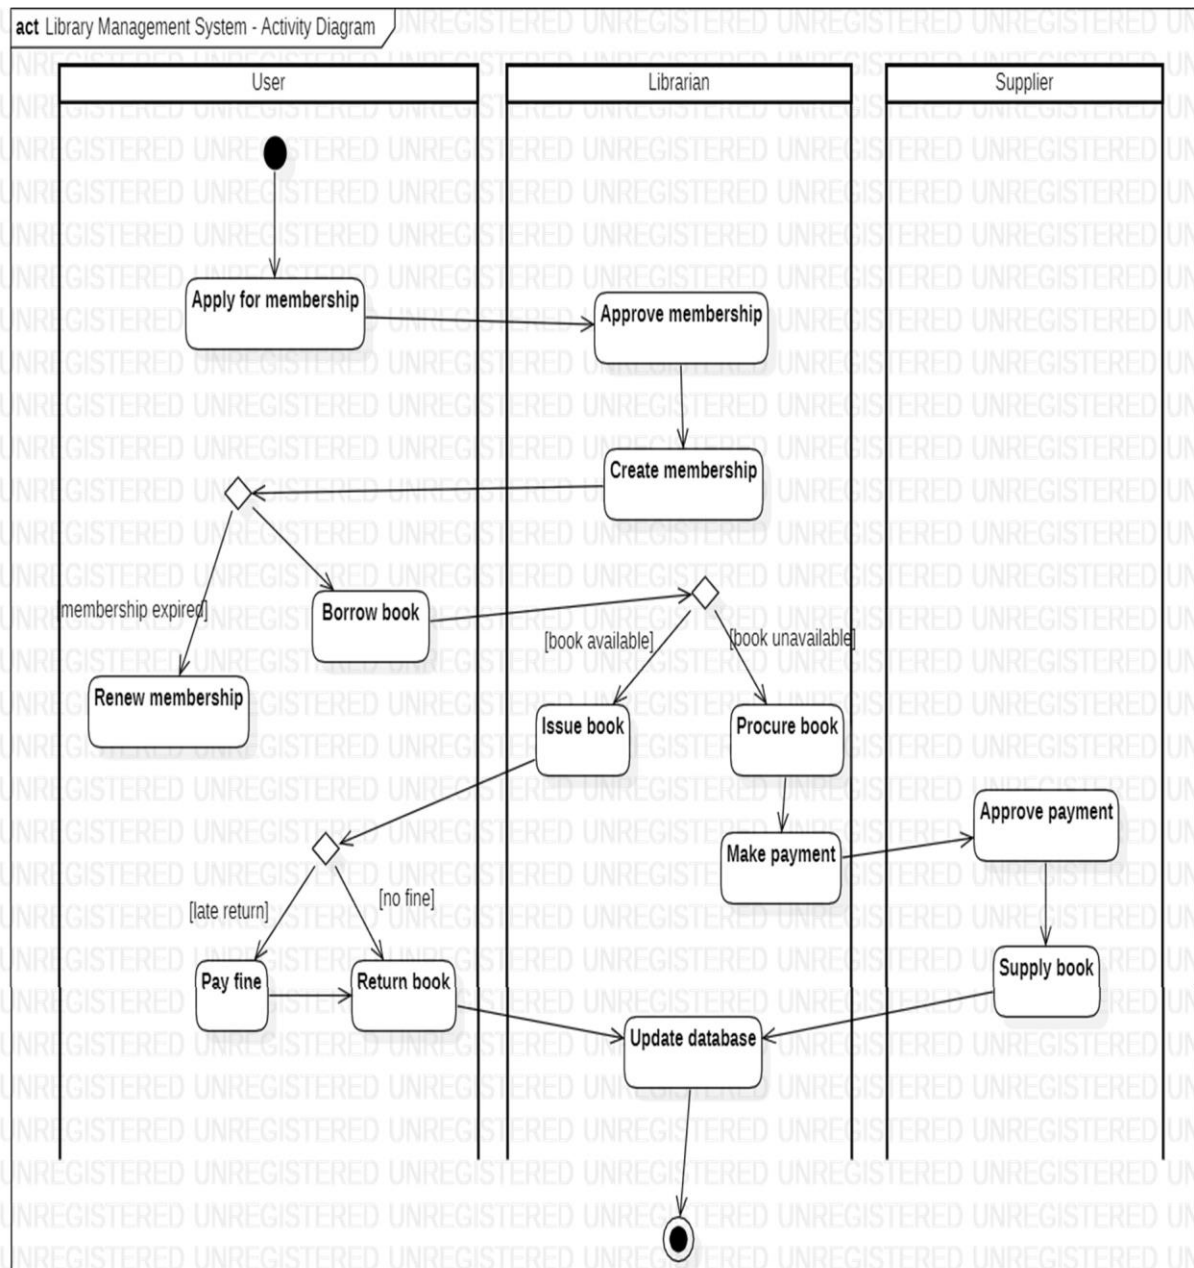 act Library Management System - Activity Diagram
User
Librarian
Supplier
Apply for membership
Approve membership
Create membership
[membership expired]
Borrow book
[book available]
[book unavailable]
Renew membership
Issue book
Procure book
Approve payment
Make payment
[late return]
[no fine]
Pay fine
Return book
Supply book
Update database
UNREGISTERED